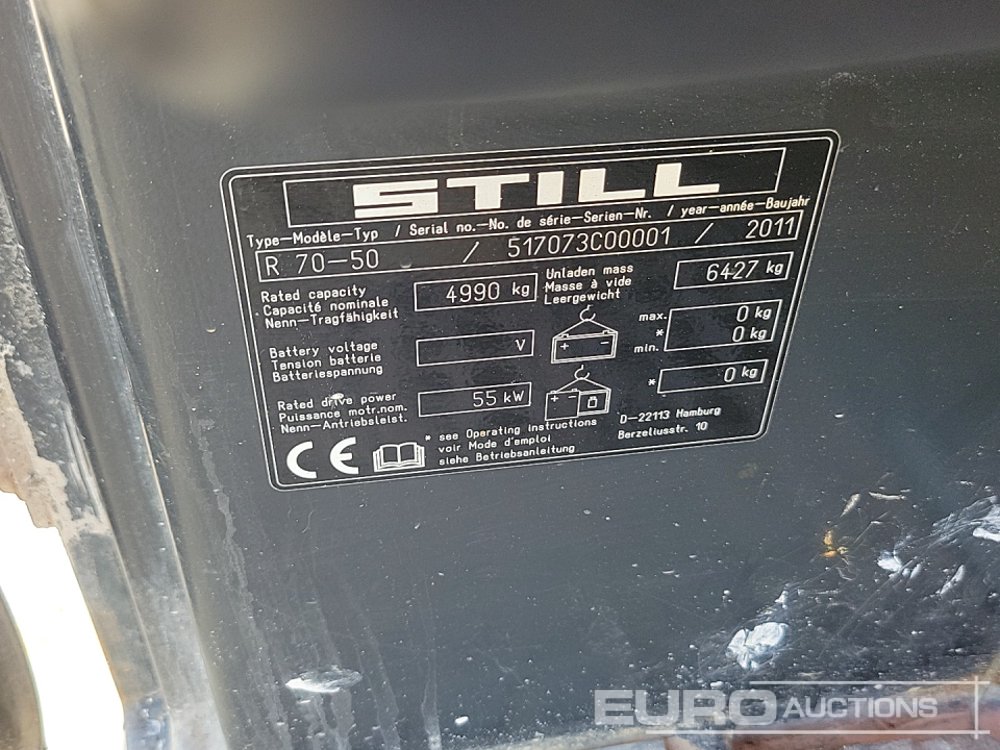 STILL
Type-Modèle-Typ / Serial no.-No. de série-Serien-Nr. / year-année-Baujahr
R 70-50 / 517073C00001 / 2011
Rated capacity
Capacité nominale
Nenn-Tragfähigkeit
4990 kg
Unladen mass
Masse à vide
Leergewicht
6427 kg
Battery voltage
Tension batterie
Batteriespannung
V
+ -
max. 0 kg
* 0 kg
min.
Rated drive power
Puissance motr.nom.
Nenn-Antriebsleist.
55 kW
+ -
* 0 kg
CE
* see Operating Instructions
voir Mode d'emploi
siehe Betriebsanleitung
D-22113 Hamburg
Berzeliusstr. 10
EURO AUCTIONS